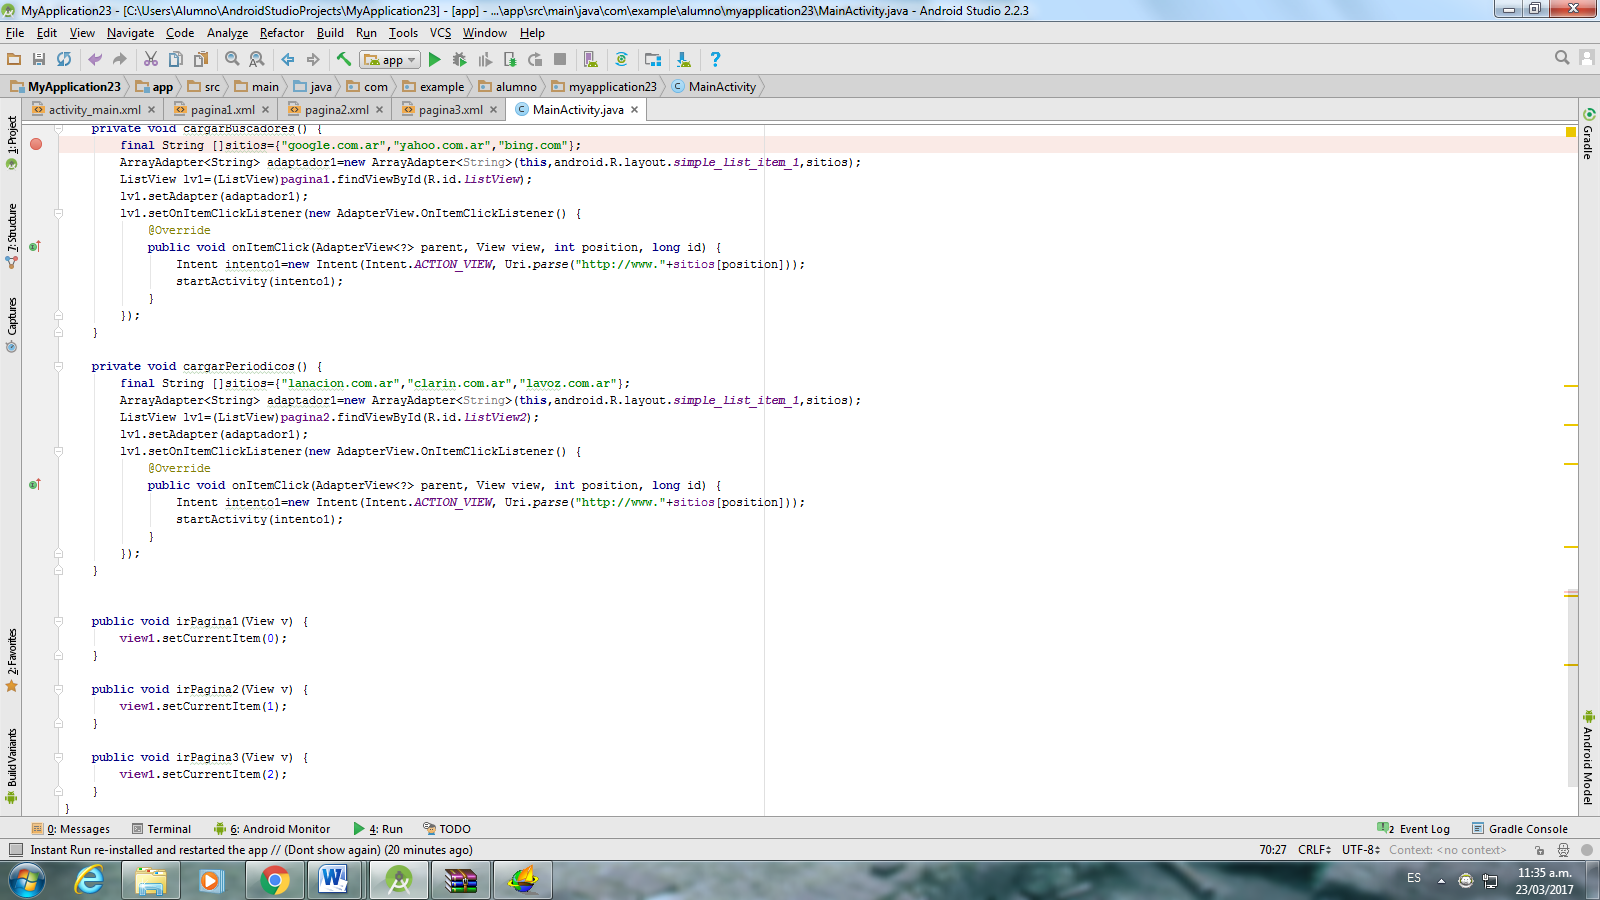 MyApplication23 - [C:\Users\Alumno\AndroidStudioProjects\MyApplication23] - [app] - ...\app\src\main\java\com\example\alumno\myapplication23\MainActivity.java - Android Studio 2.2.3
File Edit View Navigate Code Analyze Refactor Build Run Tools VCS Window Help
app
MyApplication23 app src main java com example alumno myapplication23 MainActivity
activity_main.xml pagina1.xml pagina2.xml pagina3.xml MainActivity.java
1: Project
7: Structure
Captures
2: Favorites
Build Variants
Gradle
Android Model
private void cargarBuscadores() {
final String []sitios={"google.com.ar","yahoo.com.ar","bing.com"};
ArrayAdapter<String> adaptador1=new ArrayAdapter<String>(this,android.R.layout.simple_list_item_1,sitios);
ListView lv1=(ListView)pagina1.findViewById(R.id.listView);
lv1.setAdapter(adaptador1);
lv1.setOnItemClickListener(new AdapterView.OnItemClickListener() {
@Override
public void onItemClick(AdapterView<?> parent, View view, int position, long id) {
Intent intento1=new Intent(Intent.ACTION_VIEW, Uri.parse("http://www."+sitios[position]));
startActivity(intento1);
}
});
}
private void cargarPeriodicos() {
final String []sitios={"lanacion.com.ar","clarin.com.ar","lavoz.com.ar"};
ArrayAdapter<String> adaptador1=new ArrayAdapter<String>(this,android.R.layout.simple_list_item_1,sitios);
ListView lv1=(ListView)pagina2.findViewById(R.id.listView2);
lv1.setAdapter(adaptador1);
lv1.setOnItemClickListener(new AdapterView.OnItemClickListener() {
@Override
public void onItemClick(AdapterView<?> parent, View view, int position, long id) {
Intent intento1=new Intent(Intent.ACTION_VIEW, Uri.parse("http://www."+sitios[position]));
startActivity(intento1);
}
});
}
public void irPagina1(View v) {
view1.setCurrentItem(0);
}
public void irPagina2(View v) {
view1.setCurrentItem(1);
}
public void irPagina3(View v) {
view1.setCurrentItem(2);
}
}
0: Messages Terminal 6: Android Monitor 4: Run TODO 2 Event Log Gradle Console
Instant Run re-installed and restarted the app // (Dont show again) (20 minutes ago) 70:27 CRLF UTF-8 Context: <no context>
ES 11:35 a.m.
23/03/2017